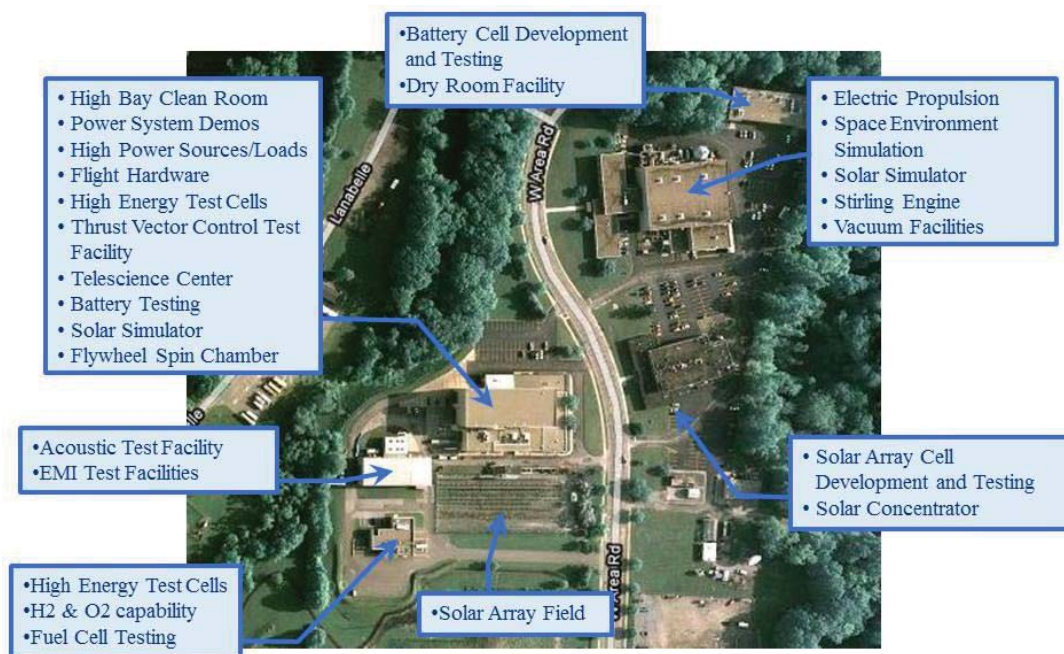 •Battery Cell Development
and Testing
•Dry Room Facility
• High Bay Clean Room
• Power System Demos
• High Power Sources/Loads
• Flight Hardware
• High Energy Test Cells
• Thrust Vector Control Test
Facility
• Telescience Center
• Battery Testing
• Solar Simulator
• Flywheel Spin Chamber
• Electric Propulsion
• Space Environment
Simulation
• Solar Simulator
• Stirling Engine
• Vacuum Facilities
Lanabelle
W Area Rd
•Acoustic Test Facility
•EMI Test Facilities
• Solar Array Cell
Development and Testing
• Solar Concentrator
•High Energy Test Cells
•H2 & O2 capability
•Fuel Cell Testing
•Solar Array Field
W Area Rd